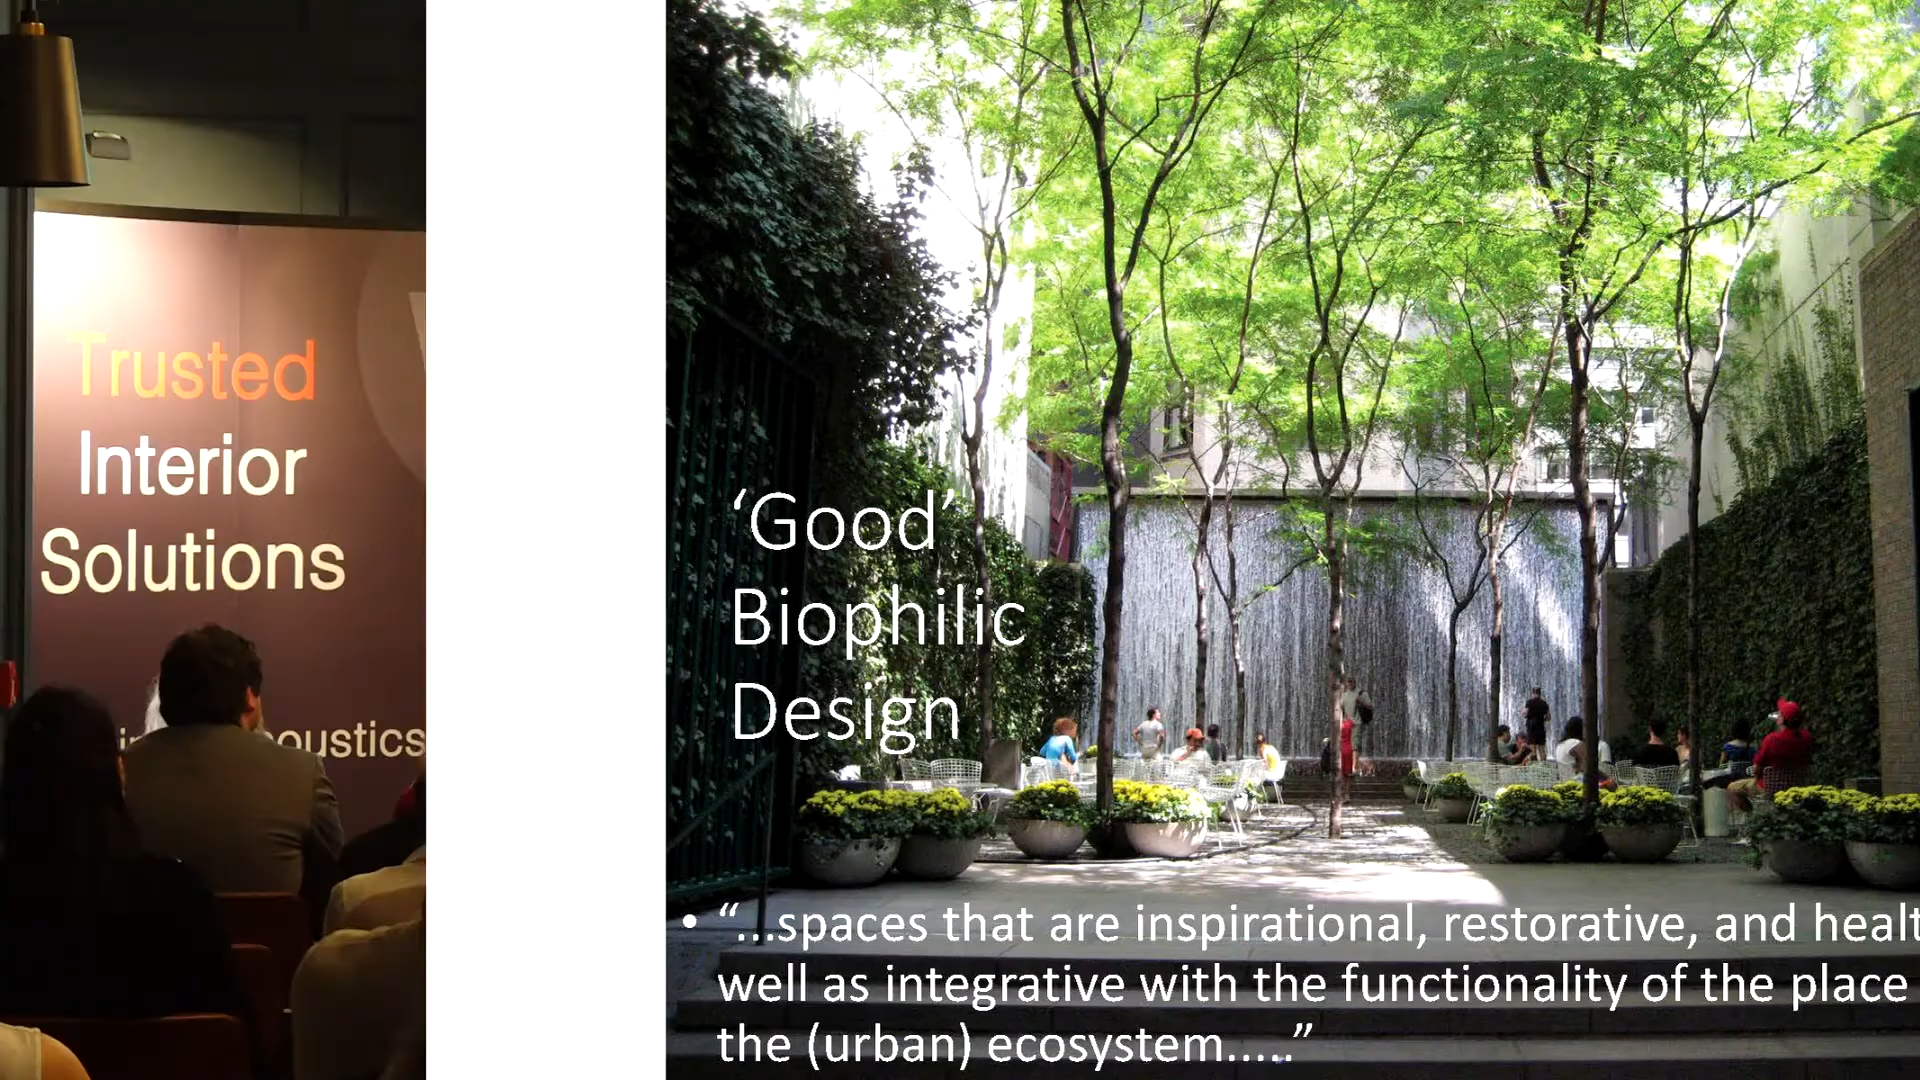 Trusted
Interior
Solutions
‘Good’
Biophilic
Design
• “...spaces that are inspirational, restorative, and
well as integrative with the functionality of the place
the (urban) ecosystem.....”